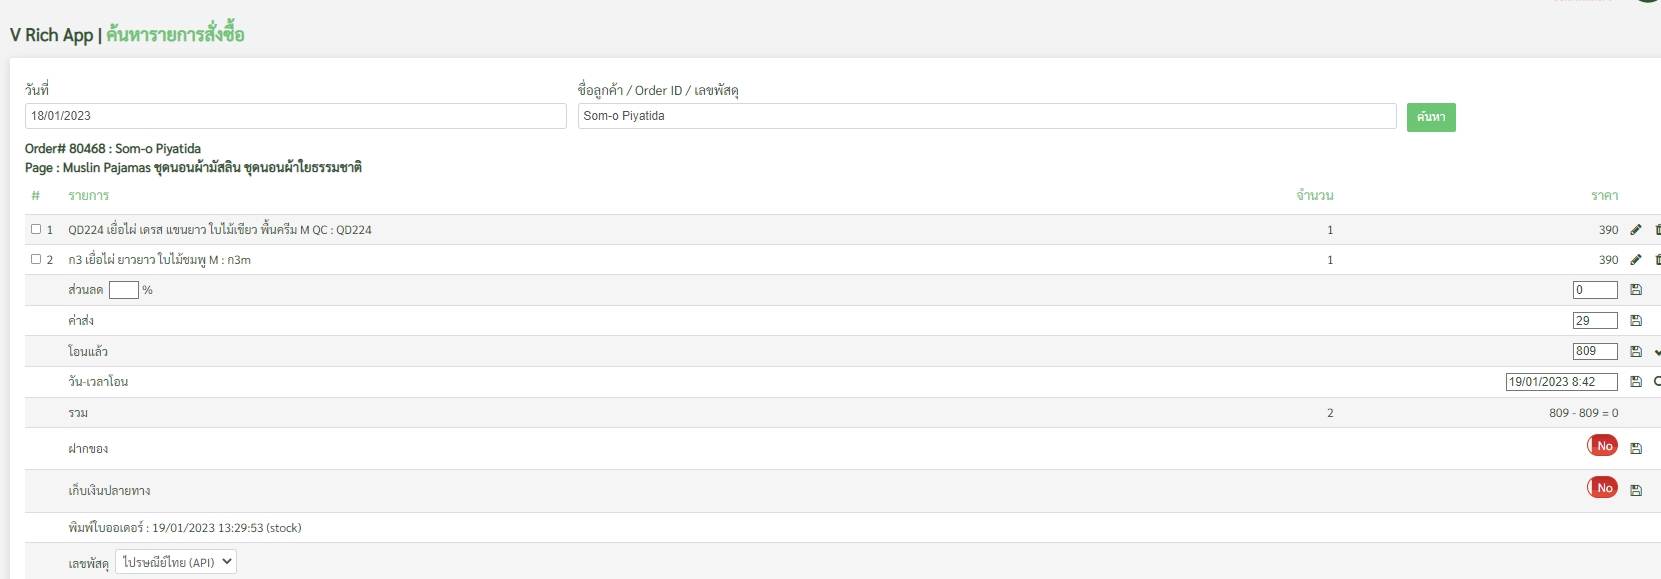 V Rich App | ค้นหารายการสั่งซื้อ
วันที่ ชื่อลูกค้า / Order ID / เลขพัสดุ
18/01/2023 Som-o Piyatida ค้นหา
Order# 80468 : Som-o Piyatida
Page : Muslin Pajamas ชุดนอนผ้ามัสลิน ชุดนอนผ้าใยธรรมชาติ
# รายการ จำนวน ราคา
1 QD224 เยื่อไผ่ เดรส แขนยาว ใบไม้เขียว พื้นครีม M QC : QD224 1 390
2 ก3 เยื่อไผ่ ยาวยาว ใบไม้ชมพู M : ก3m 1 390
ส่วนลด % 0
ค่าส่ง 29
โอนแล้ว 809
วัน-เวลาโอน 19/01/2023 8:42
รวม 2 809 - 809 = 0
ฝากของ No
เก็บเงินปลายทาง No
พิมพ์ใบออเดอร์ : 19/01/2023 13:29:53 (stock)
เลขพัสดุ ไปรษณีย์ไทย (API)